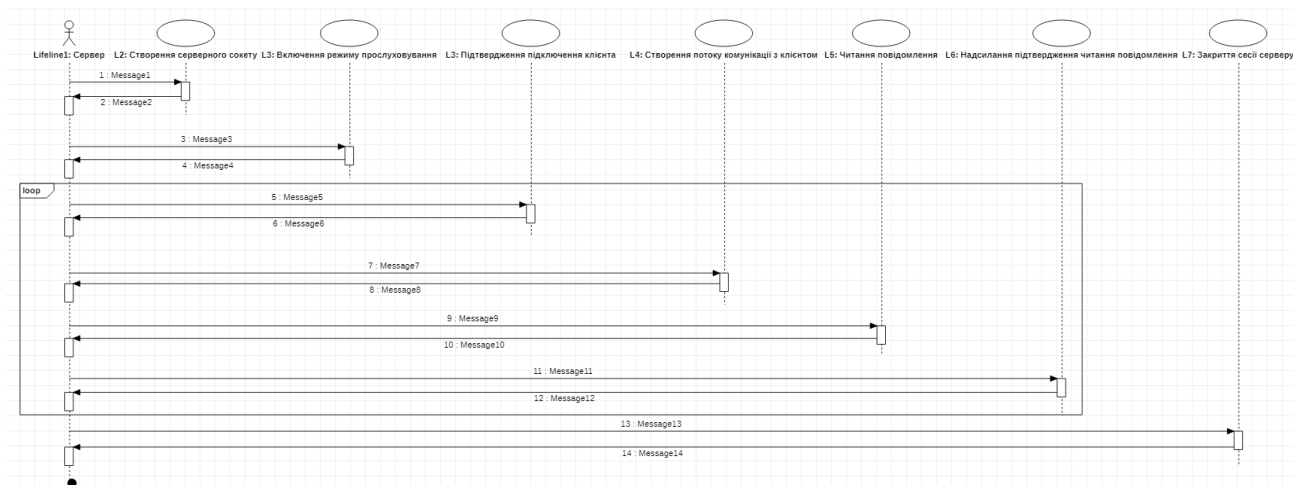 Lifeline1: Сервер
L2: Створення серверного сокету
L3: Включення режиму прослуховування
L3: Підтвердження підключення клієнта
L4: Створення потоку комунікації з клієнтом
L5: Читання повідомлення
L6: Надсилання підтвердження читання повідомлення
L7: Закриття сесії серверу
1 : Message1
2 : Message2
3 : Message3
4 : Message4
loop
5 : Message5
6 : Message6
7 : Message7
8 : Message8
9 : Message9
10 : Message10
11 : Message11
12 : Message12
13 : Message13
14 : Message14